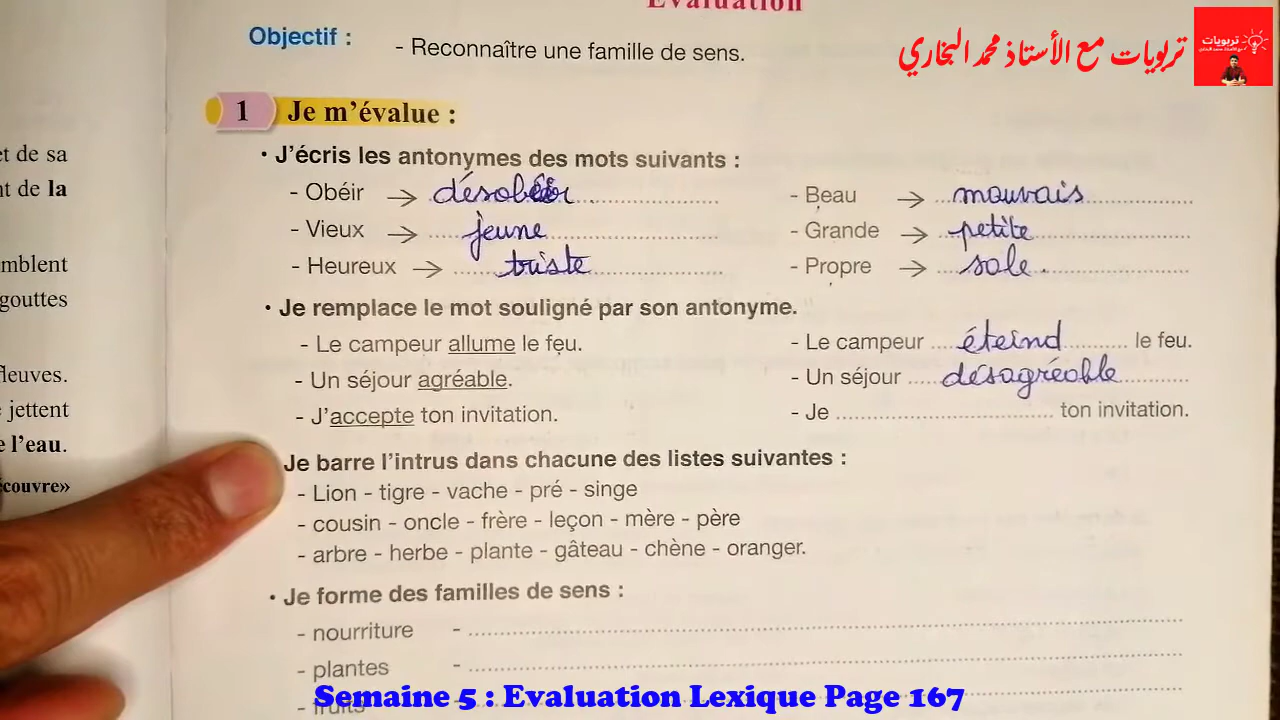 Evaluation
Objectif :
- Reconnaître une famille de sens.
تربويات مع الأستاذ محمد البخاري
تربويات
1 Je m'évalue :
• J'écris les antonymes des mots suivants :
- Obéir → désobéir - Beau → mauvais
- Vieux → jeune - Grande → petite
- Heureux → triste - Propre → sale.
• Je remplace le mot souligné par son antonyme.
- Le campeur allume le feu. - Le campeur éteind le feu.
- Un séjour agréable. - Un séjour désagréable
- J'accepte ton invitation. - Je ........ ton invitation.
Je barre l'intrus dans chacune des listes suivantes :
- Lion - tigre - vache - pré - singe
- cousin - oncle - frère - leçon - mère - père
- arbre - herbe - plante - gâteau - chène - oranger.
• Je forme des familles de sens :
- nourriture -
- plantes -
- fruits -
Semaine 5 : Evaluation Lexique Page 167
et de sa
nt de la
mblent
gouttes
leuves.
jettent
e l'eau.
couvre»